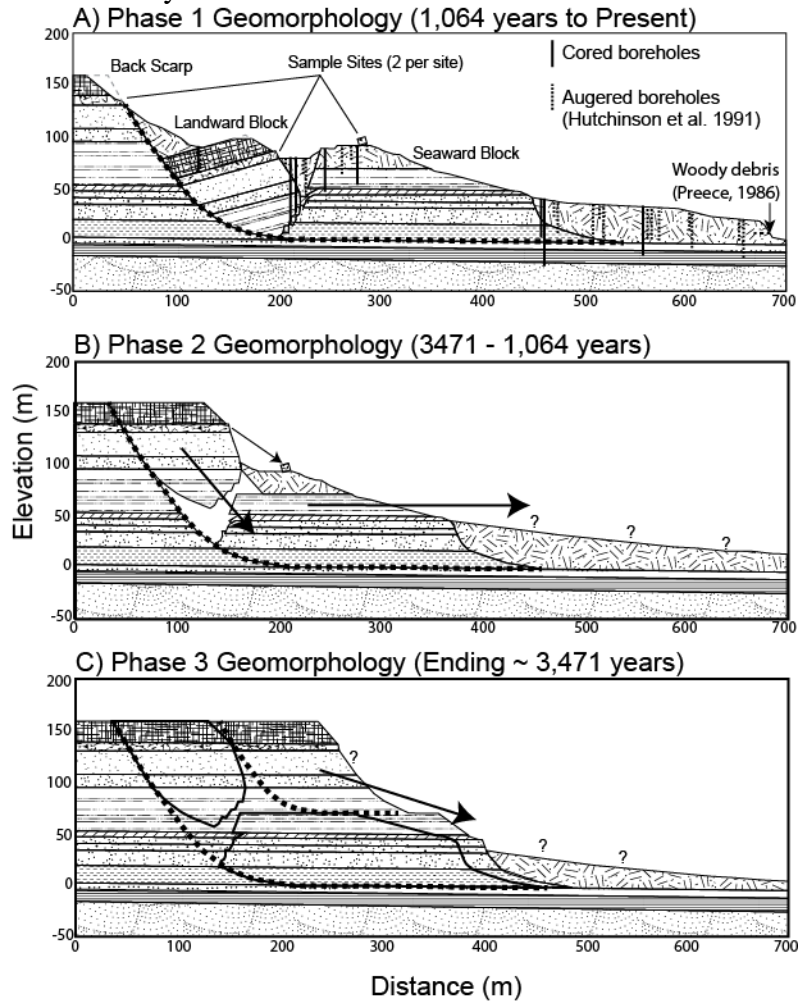 A) Phase 1 Geomorphology (1,064 years to Present)
200
150
100
50
0
-50
Back Scarp
Sample Sites (2 per site)
Cored boreholes
Augered boreholes
(Hutchinson et al. 1991)
Landward Block
Seaward Block
Woody debris
(Preece, 1986)
0 100 200 300 400 500 600 700
B) Phase 2 Geomorphology (3471 - 1,064 years)
200
150
100
50
0
-50
? ? ?
0 100 200 300 400 500 600 700
C) Phase 3 Geomorphology (Ending ~ 3,471 years)
200
150
100
50
0
-50
?
? ?
0 100 200 300 400 500 600 700
Elevation (m)
Distance (m)